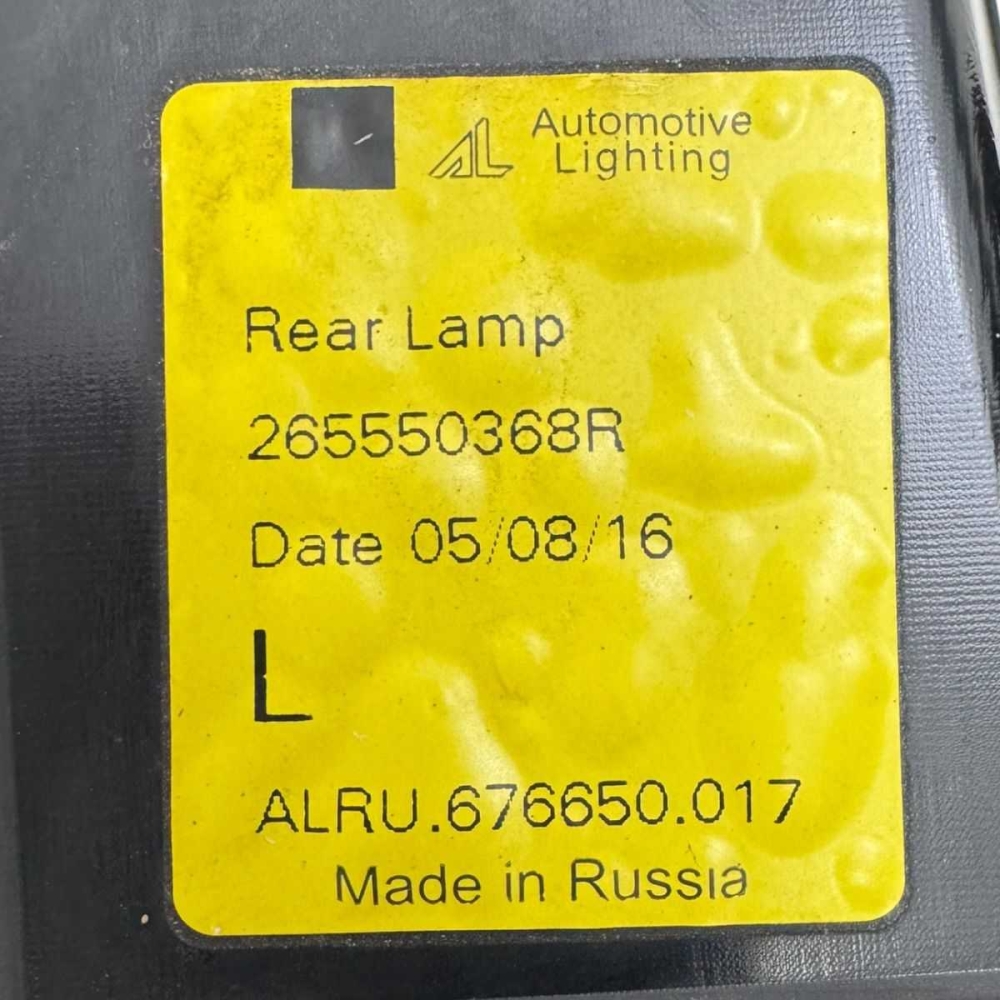 AL Automotive
Lighting
Rear Lamp
265550368R
Date 05/08/16
L
ALRU.676650.017
Made in Russia